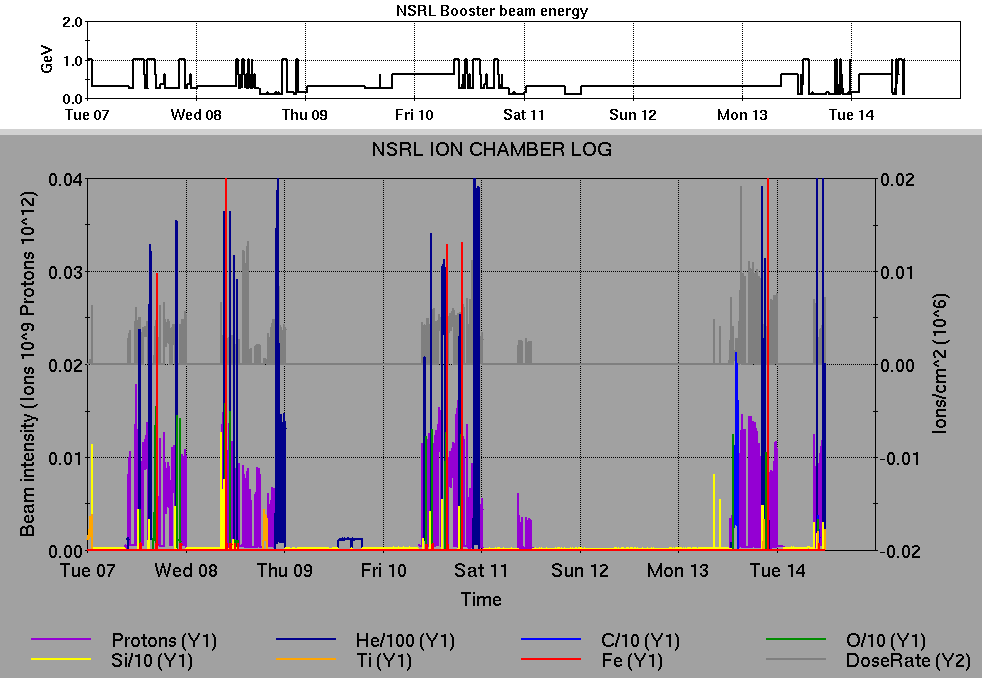 NSRL Booster beam energy
2.0
1.0
0.0
GeV
Tue 07 Wed 08 Thu 09 Fri 10 Sat 11 Sun 12 Mon 13 Tue 14
NSRL ION CHAMBER LOG
0.04 0.02
0.03 0.01
0.02 0.00
0.01 -0.01
0.00 -0.02
Beam intensity (Ions 10^9 Protons 10^12)
Ions/cm^2 (10^6)
Tue 07 Wed 08 Thu 09 Fri 10 Sat 11 Sun 12 Mon 13 Tue 14
Time
Protons (Y1) He/100 (Y1) C/10 (Y1) O/10 (Y1)
Si/10 (Y1) Ti (Y1) Fe (Y1) DoseRate (Y2)